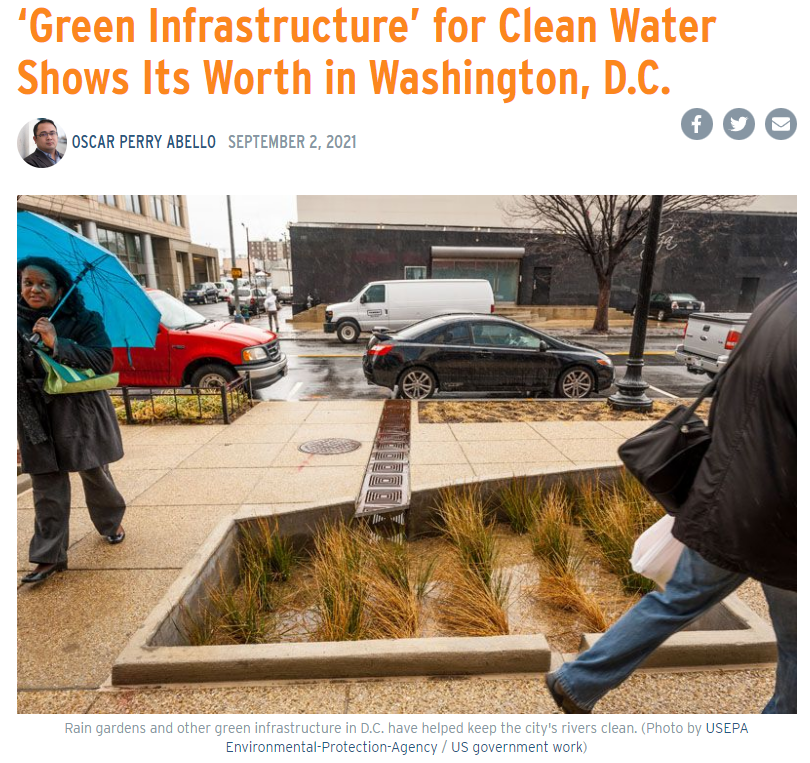 ‘Green Infrastructure’ for Clean Water
Shows Its Worth in Washington, D.C.
OSCAR PERRY ABELLO SEPTEMBER 2, 2021
Rain gardens and other green infrastructure in D.C. have helped keep the city's rivers clean. (Photo by USEPA
Environmental-Protection-Agency / US government work)